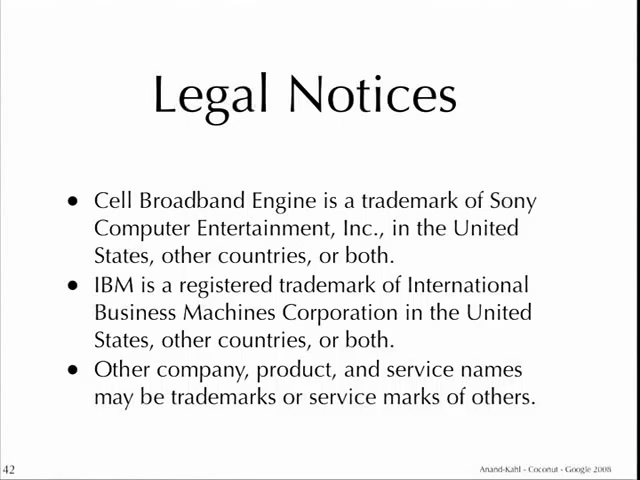 Legal Notices
• Cell Broadband Engine is a trademark of Sony
Computer Entertainment, Inc., in the United
States, other countries, or both.
• IBM is a registered trademark of International
Business Machines Corporation in the United
States, other countries, or both.
• Other company, product, and service names
may be trademarks or service marks of others.
42
Anand-Kahl - Coconut - Google 2008